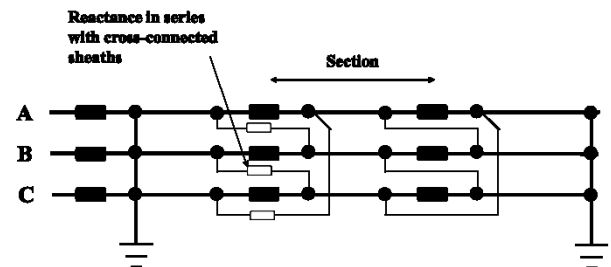 Reactance in series
with cross-connected
sheaths
Section
A
B
C